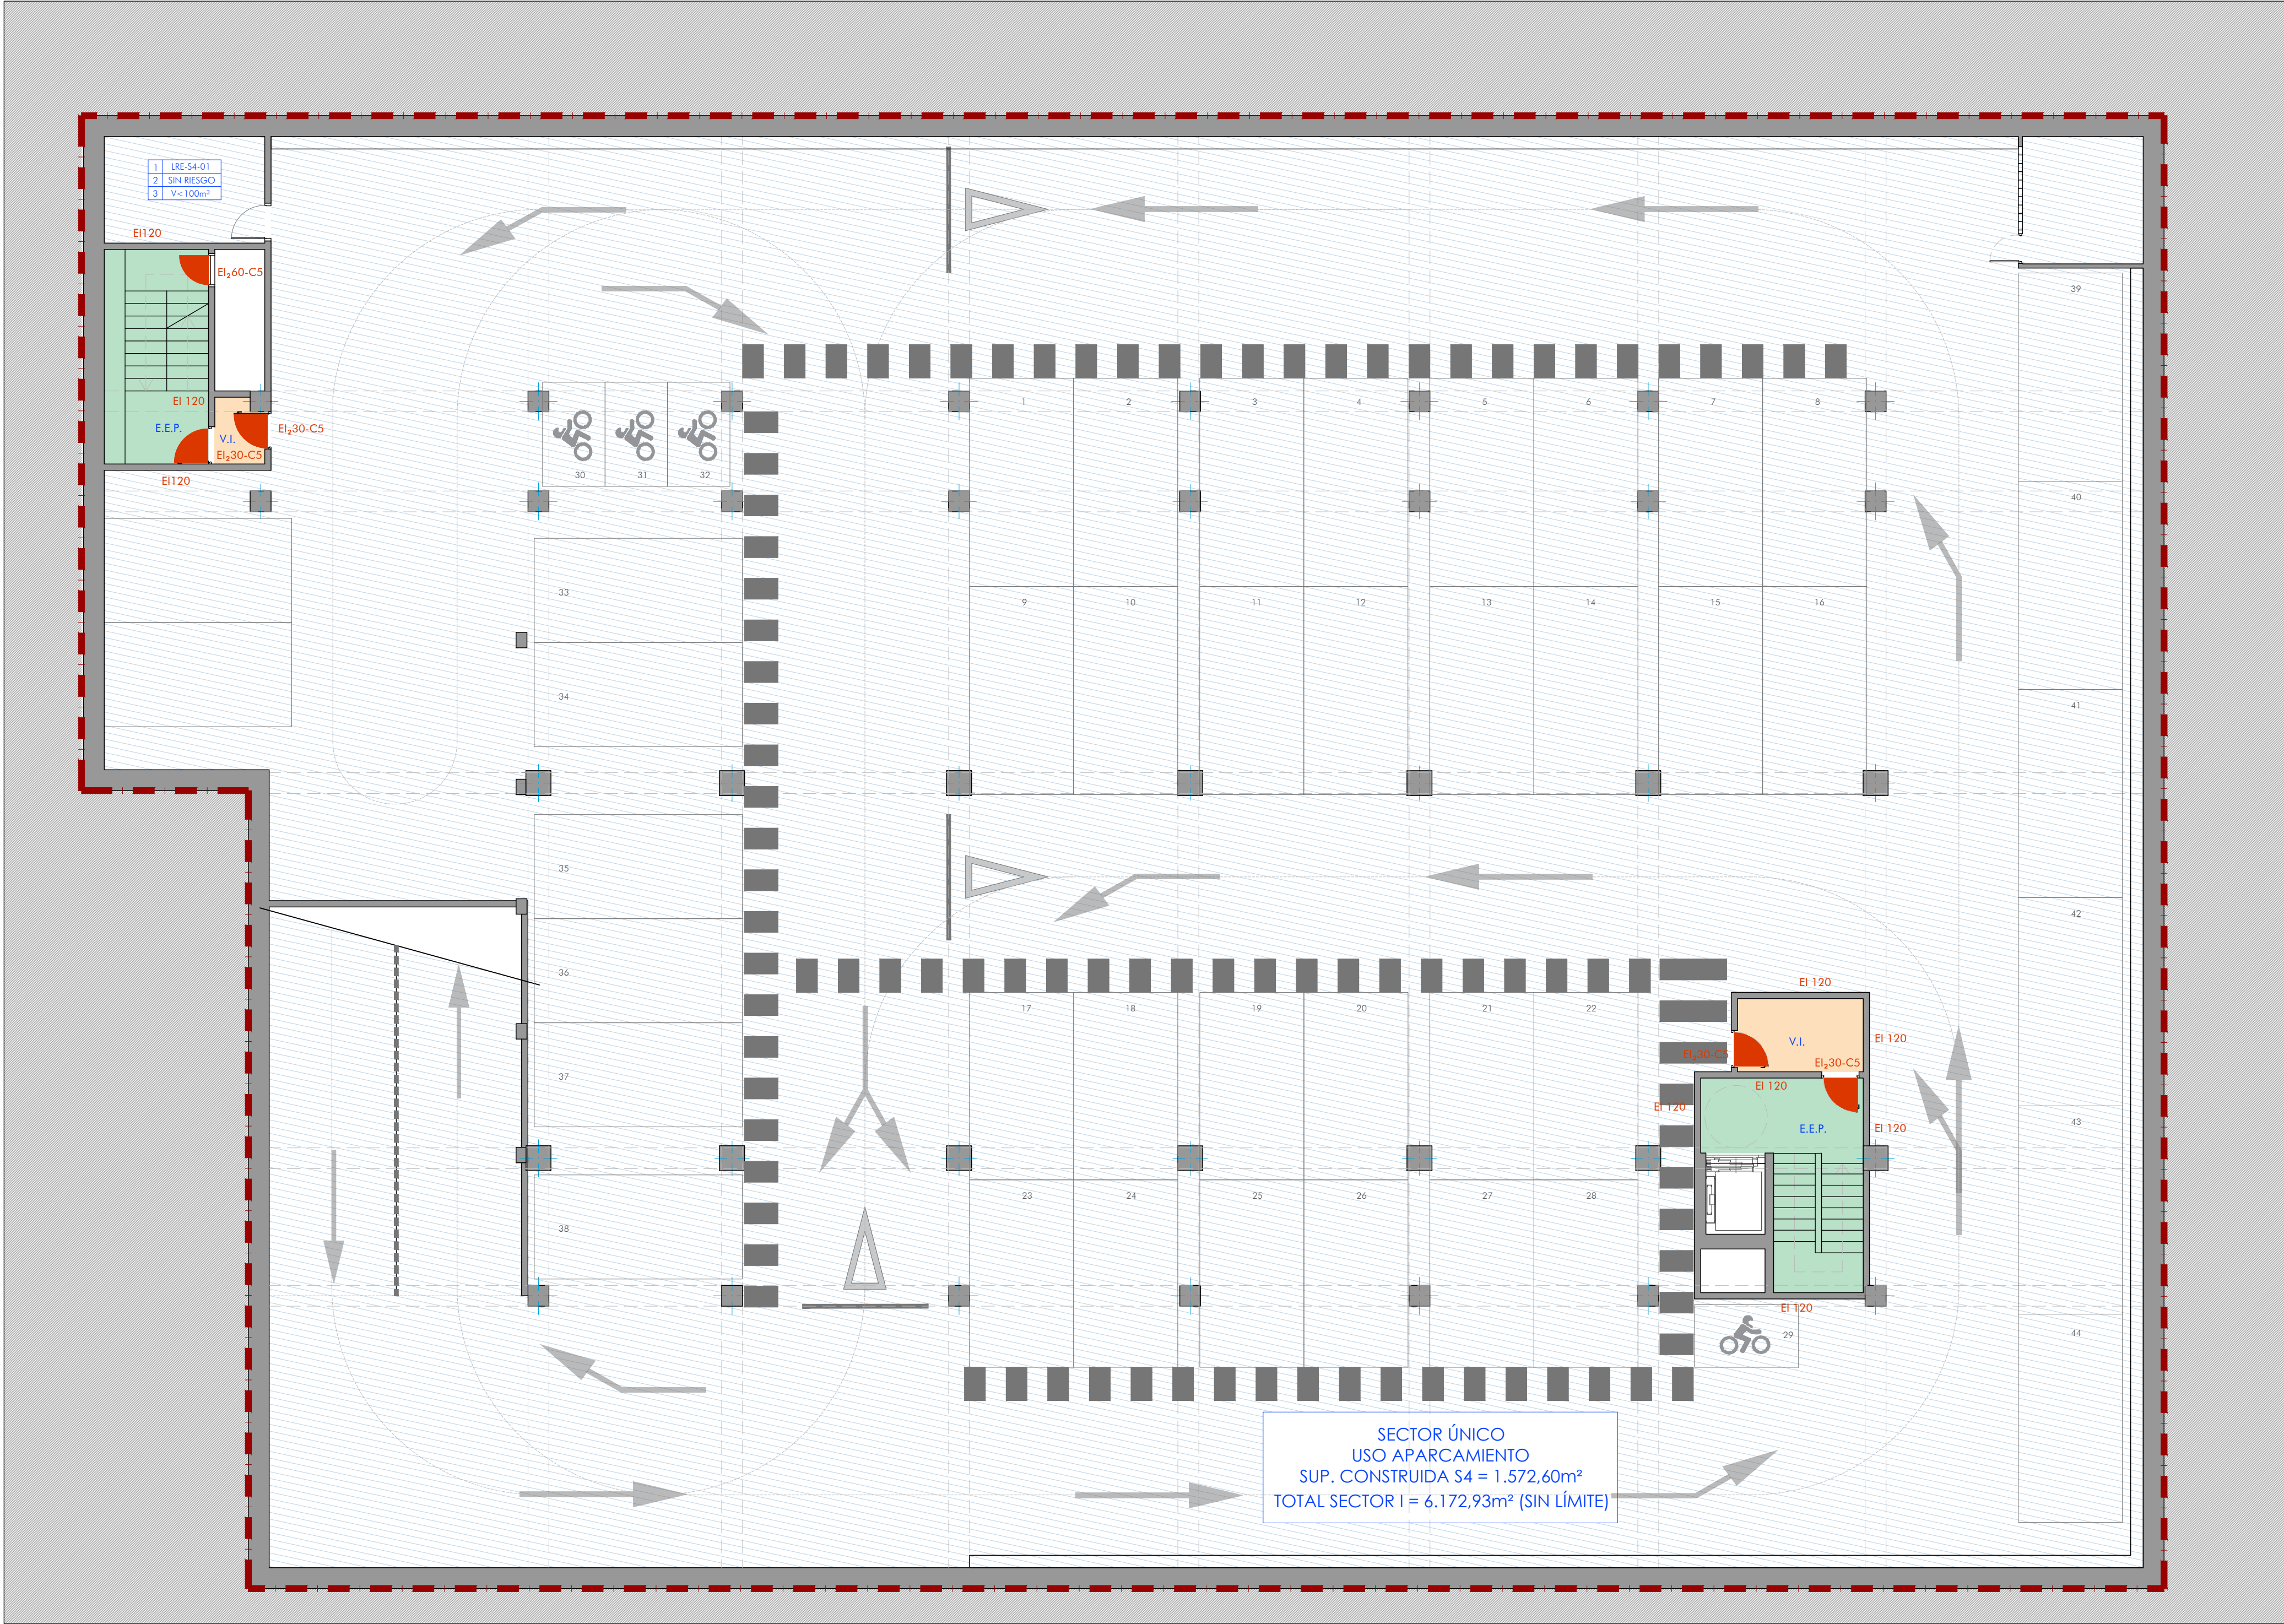 1 LRE-S4-01
2 SIN RIESGO
3 V<100m³
EI120
EI₂60-C5
EI 120
E.E.P.
V.I.
EI₂30-C5
EI₂30-C5
EI120
30
31
32
1
2
3
4
5
6
7
8
39
40
33
9
10
11
12
13
14
15
16
34
41
35
42
36
17
18
19
20
21
22
EI 120
37
V.I.
EI 120
EI₂30-C5
EI₂30-C5
EI 120
EI 120
E.E.P.
EI 120
43
38
23
24
25
26
27
28
EI 120
29
44
SECTOR ÚNICO
USO APARCAMIENTO
SUP. CONSTRUIDA S4 = 1.572,60m²
TOTAL SECTOR I = 6.172,93m² (SIN LÍMITE)